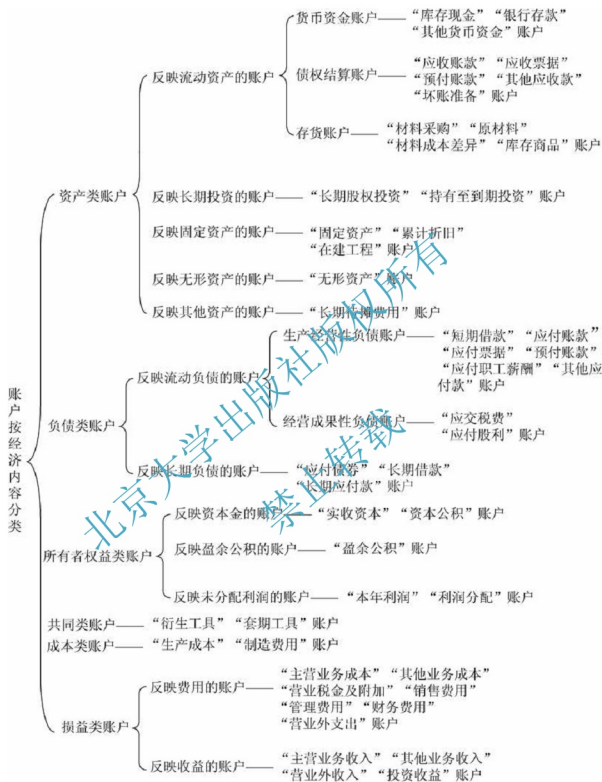 账户按经济内容分类
资产类账户
反映流动资产的账户
货币资金账户
“库存现金” “银行存款”
“其他货币资金”账户
债权结算账户
“应收账款” “应收票据”
“预付账款” “其他应收款”
“坏账准备”账户
存货账户
“材料采购” “原材料”
“材料成本差异” “库存商品”账户
反映长期投资的账户
“长期股权投资” “持有至到期投资”账户
反映固定资产的账户
“固定资产” “累计折旧”
“在建工程”账户
反映无形资产的账户
“无形资产”账户
反映其他资产的账户
“长期待摊费用”账户
负债类账户
反映流动负债的账户
生产经营性负债账户
“短期借款” “应付账款”
“应付票据” “预付账款”
“应付职工薪酬” “其他应
付款”账户
经营成果性负债账户
“应交税费”
“应付股利”账户
反映长期负债的账户
“应付债券” “长期借款”
“长期应付款”账户
所有者权益类账户
反映资本金的账户
“实收资本” “资本公积”账户
反映盈余公积的账户
“盈余公积”账户
反映未分配利润的账户
“本年利润” “利润分配”账户
共同类账户
“衍生工具” “套期工具”账户
成本类账户
“生产成本” “制造费用”账户
损益类账户
反映费用的账户
“主营业务成本” “其他业务成本”
“营业税金及附加” “销售费用”
“管理费用” “财务费用”
“营业外支出”账户
反映收益的账户
“主营业务收入” “其他业务收入”
“营业外收入” “投资收益”账户
北京大学出版社版权所有
禁止转载